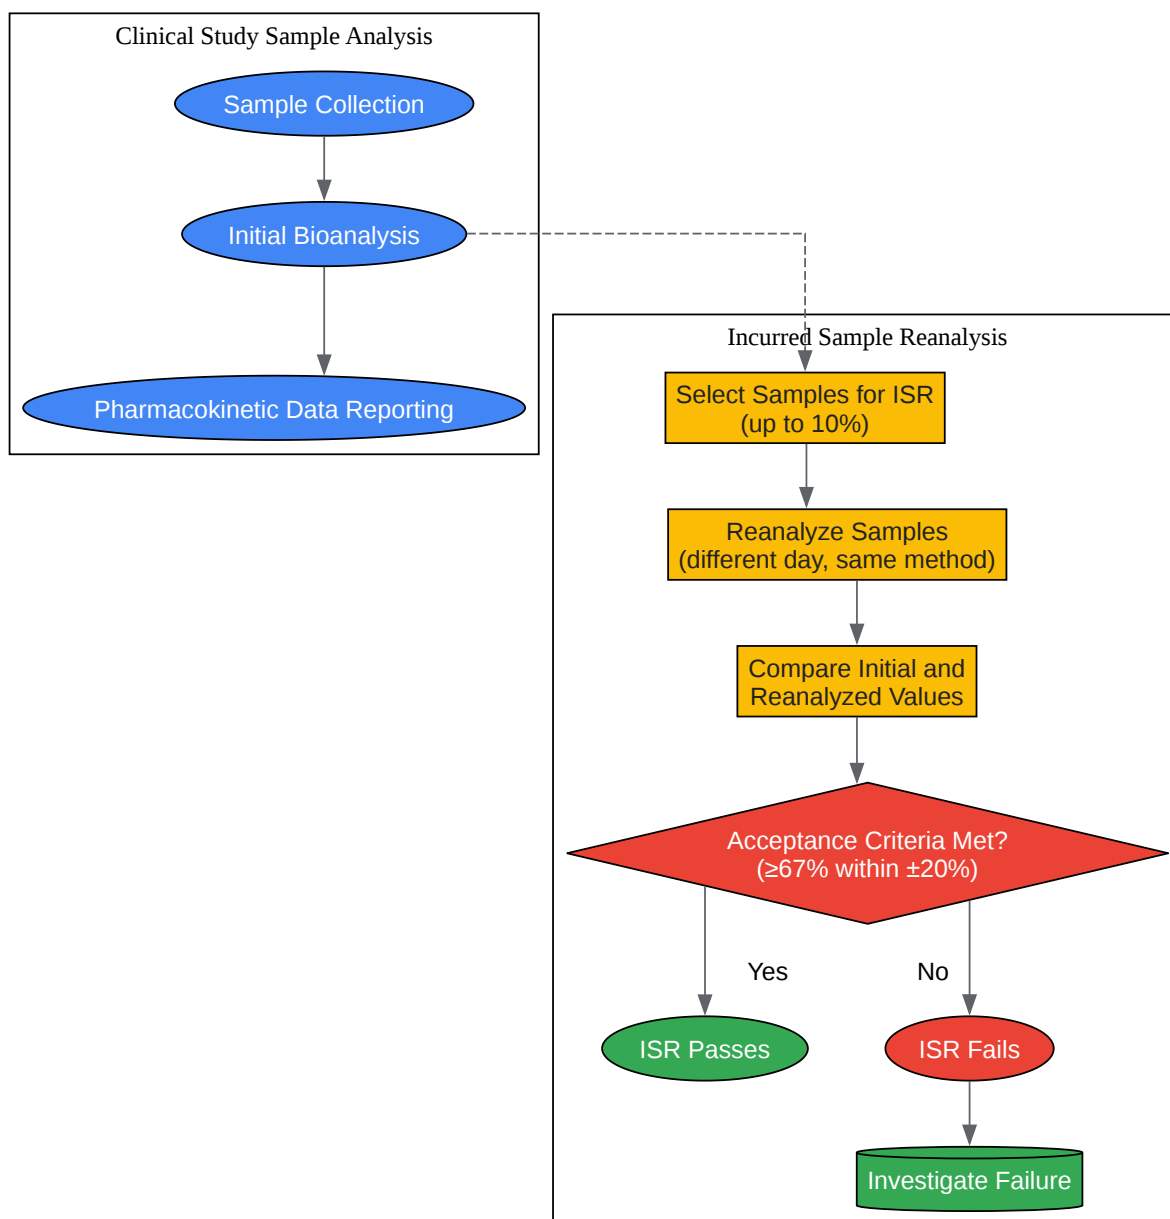 Clinical Study Sample Analysis
Sample Collection
Initial Bioanalysis
Pharmacokinetic Data Reporting
Incurred Sample Reanalysis
Select Samples for ISR
(up to 10%)
Reanalyze Samples
(different day, same method)
Compare Initial and
Reanalyzed Values
Acceptance Criteria Met?
(≥67% within ±20%)
Yes
No
ISR Passes
ISR Fails
Investigate Failure